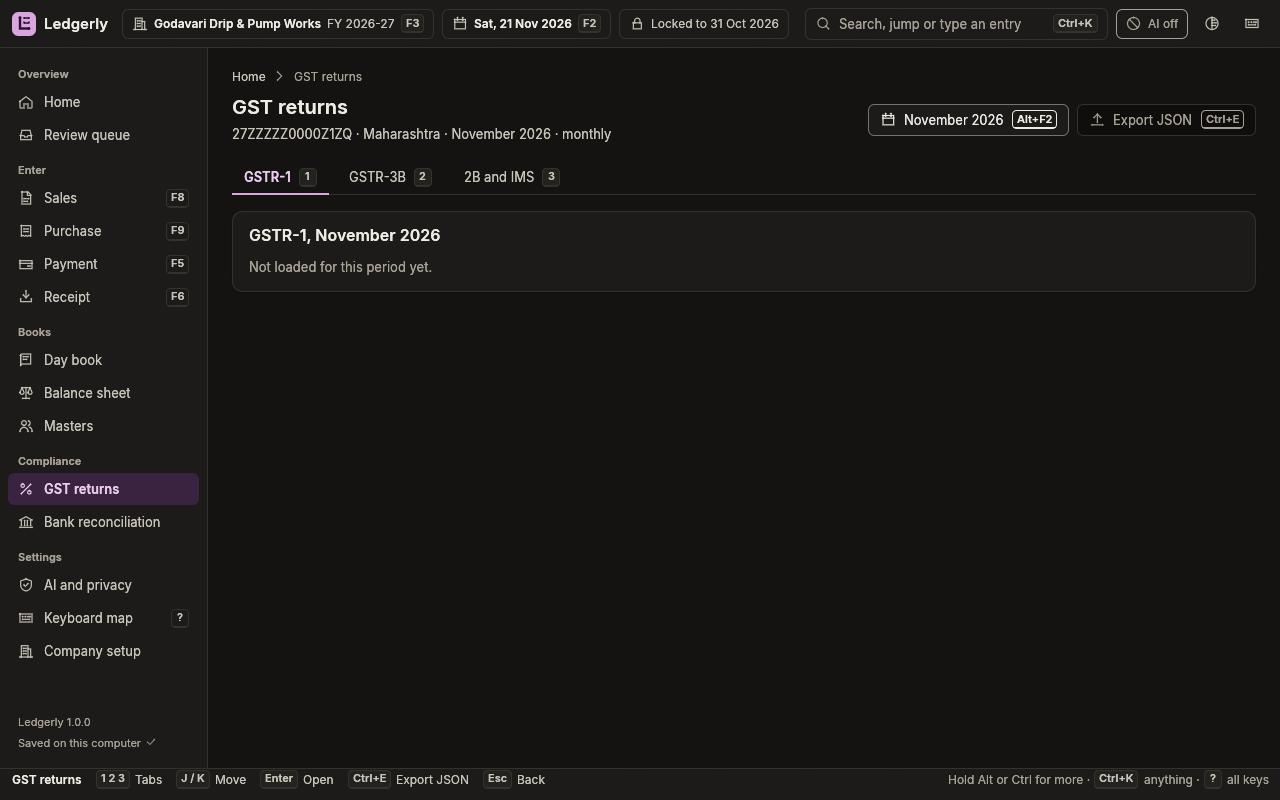 Ledgerly
Godavari Drip & Pump Works FY 2026-27 F3
Sat, 21 Nov 2026 F2
Locked to 31 Oct 2026
Search, jump or type an entry Ctrl+K
AI off
Overview
Home
Review queue
Enter
Sales F8
Purchase F9
Payment F5
Receipt F6
Books
Day book
Balance sheet
Masters
Compliance
GST returns
Bank reconciliation
Settings
AI and privacy
Keyboard map ?
Company setup
Ledgerly 1.0.0
Saved on this computer
Home GST returns
GST returns
27ZZZZZ0000Z1ZQ · Maharashtra · November 2026 · monthly
November 2026 Alt+F2
Export JSON Ctrl+E
GSTR-1 1 GSTR-3B 2 2B and IMS 3
GSTR-1, November 2026
Not loaded for this period yet.
GST returns 1 2 3 Tabs J / K Move Enter Open Ctrl+E Export JSON Esc Back
Hold Alt or Ctrl for more · Ctrl+K anything · ? all keys